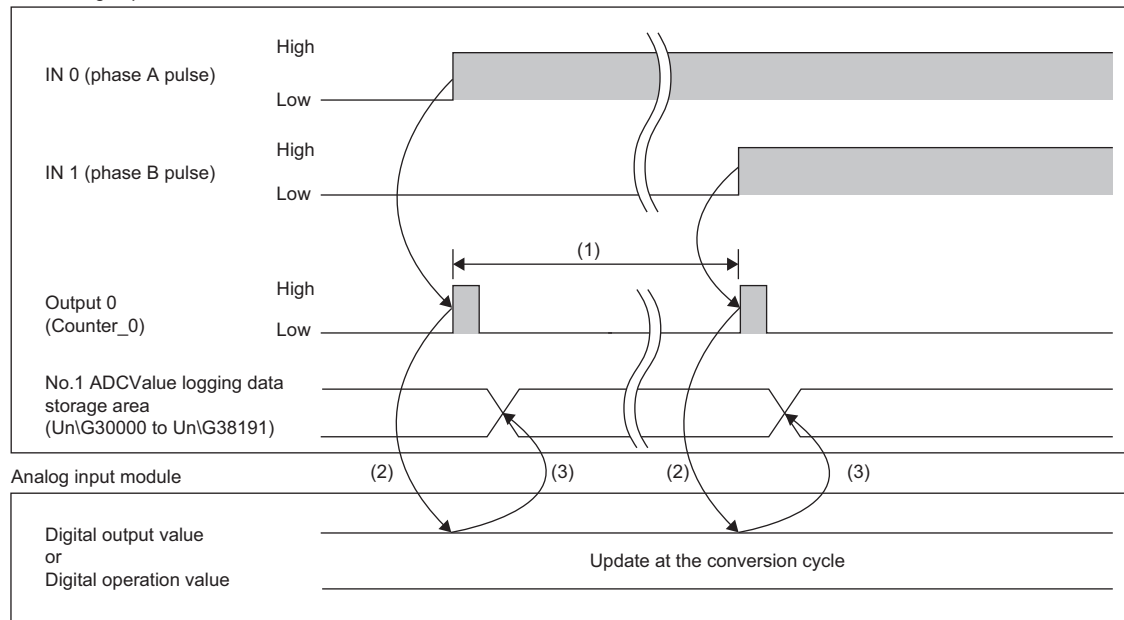 High
IN 0 (phase A pulse)
Low
High
IN 1 (phase B pulse)
Low
(1)
High
Output 0
(Counter_0)
Low
No.1 ADCValue logging data
storage area
(Un\G30000 to Un\G38191)
Analog input module
(2)
(3)
(2)
(3)
Digital output value
or
Digital operation value
Update at the conversion cycle